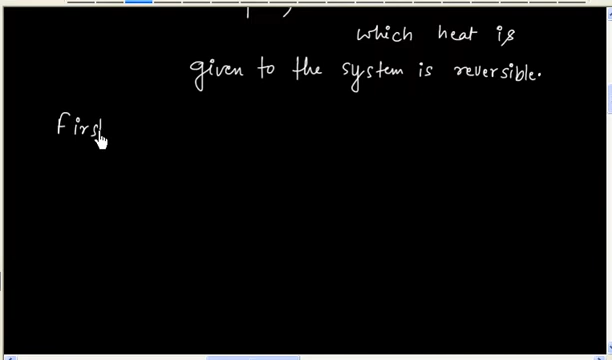 which heat is
given to the system is reversible.
Firs